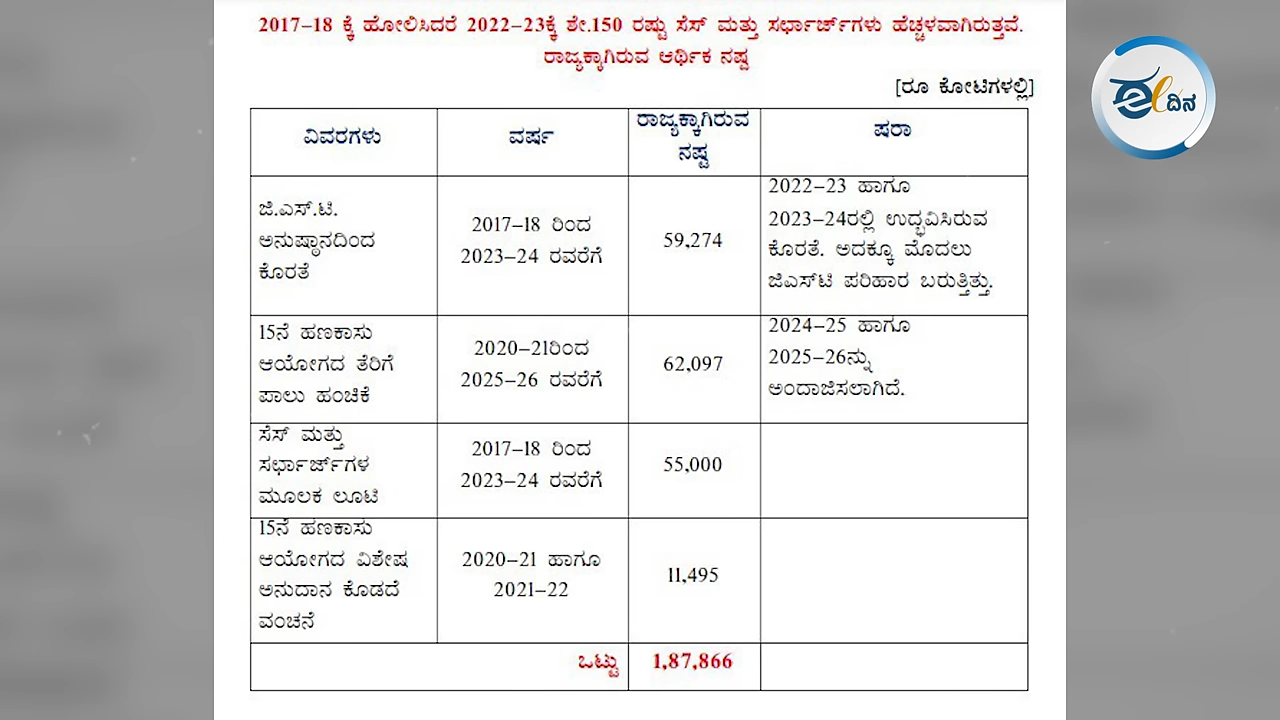 2017-18 ಕ್ಕೆ ಹೋಲಿಸಿದರೆ 2022-23ಕ್ಕೆ ಶೇ.150 ರಷ್ಟು ಸೆಸ್ ಮತ್ತು ಸರ್ಛಾರ್ಜ್‌ಗಳು ಹೆಚ್ಚಳವಾಗಿರುತ್ತವೆ.
ರಾಜ್ಯಕ್ಕಾಗಿರುವ ಆರ್ಥಿಕ ನಷ್ಟ
[ರೂ ಕೋಟಿಗಳಲ್ಲಿ]
ವಿವರಗಳು
ವರ್ಷ
ರಾಜ್ಯಕ್ಕಾಗಿರುವ
ನಷ್ಟ
ಷರಾ
ಜಿ.ಎಸ್.ಟಿ.
ಅನುಷ್ಠಾನದಿಂದ
ಕೊರತೆ
2017-18 ರಿಂದ
2023-24 ರವರೆಗೆ
59,274
2022-23 ಹಾಗೂ
2023-24ರಲ್ಲಿ ಉದ್ಭವಿಸಿರುವ
ಕೊರತೆ. ಅದಕ್ಕೂ ಮೊದಲು
ಜಿಎಸ್‌ಟಿ ಪರಿಹಾರ ಬರುತ್ತಿತ್ತು.
15ನೆ ಹಣಕಾಸು
ಆಯೋಗದ ತೆರಿಗೆ
ಪಾಲು ಹಂಚಿಕೆ
2020-21ರಿಂದ
2025-26 ರವರೆಗೆ
62,097
2024-25 ಹಾಗೂ
2025-26ನ್ನು
ಅಂದಾಜಿಸಲಾಗಿದೆ.
ಸೆಸ್ ಮತ್ತು
ಸರ್ಛಾರ್ಜ್‌ಗಳ
ಮೂಲಕ ಲೂಟಿ
2017-18 ರಿಂದ
2023-24 ರವರೆಗೆ
55,000
15ನೆ ಹಣಕಾಸು
ಆಯೋಗದ ವಿಶೇಷ
ಅನುದಾನ ಕೊಡದೆ
ವಂಚನೆ
2020-21 ಹಾಗೂ
2021-22
11,495
ಒಟ್ಟು
1,87,866
ದಿನ